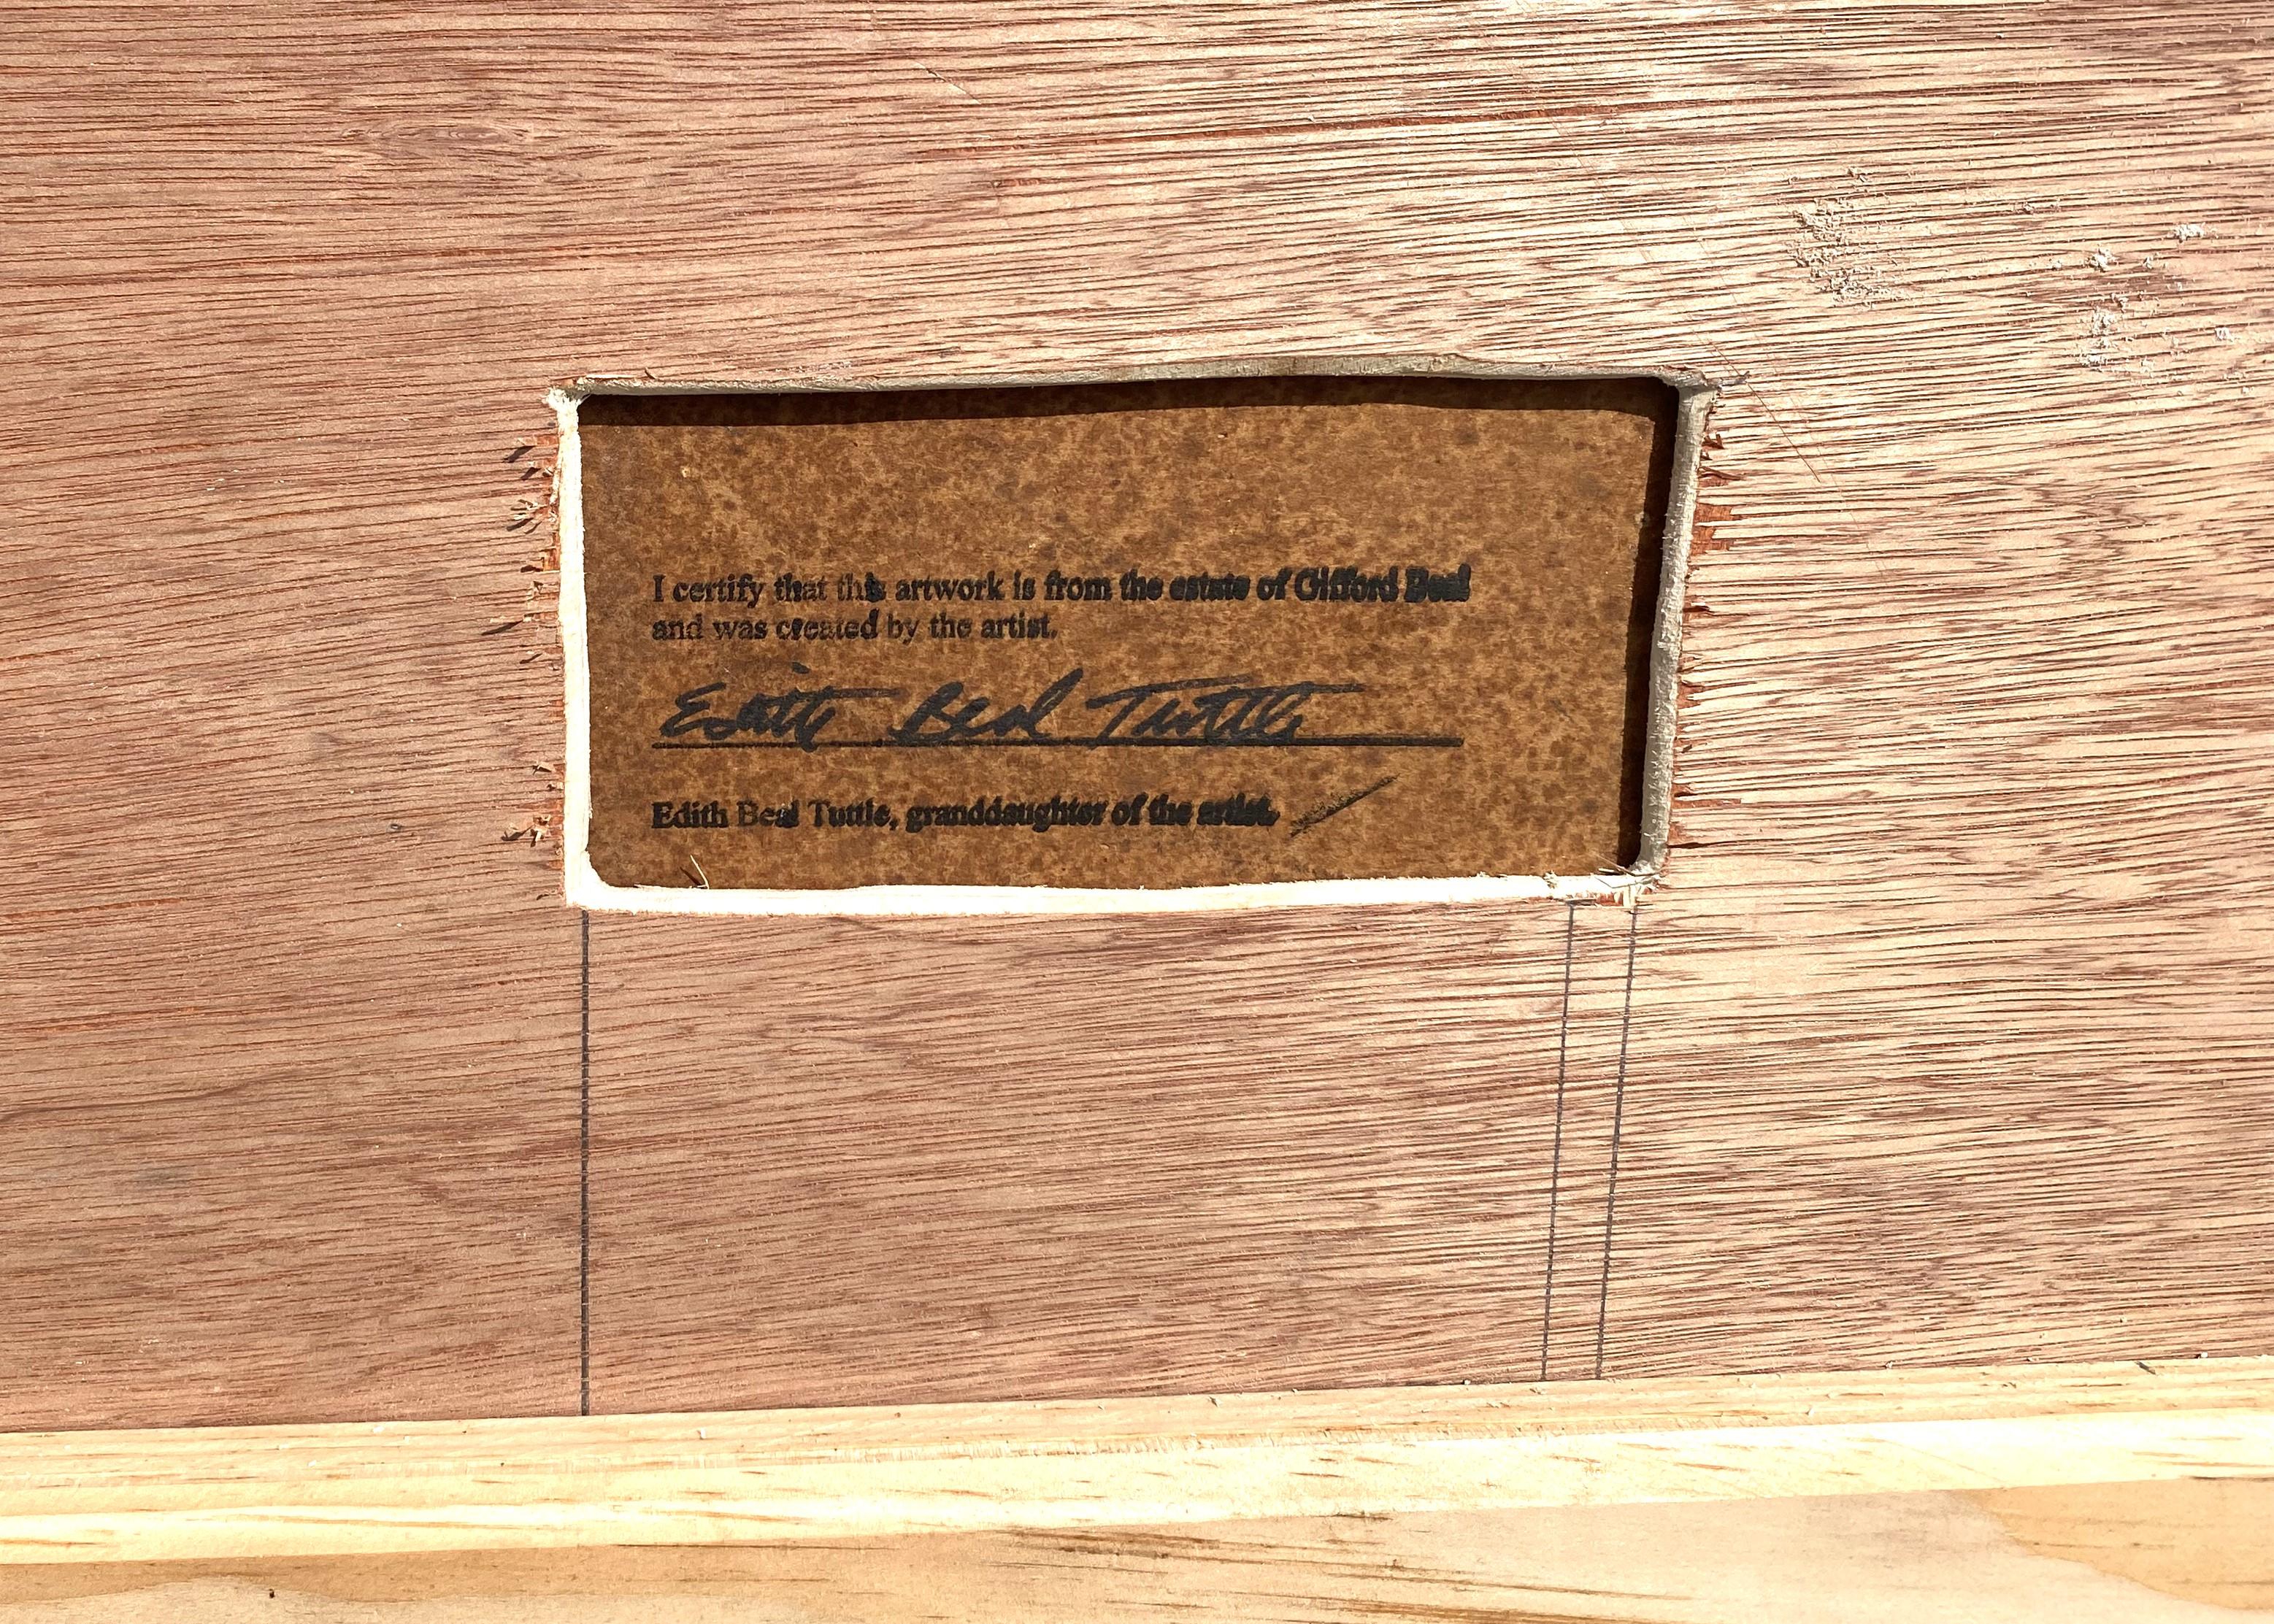 I certify that this artwork is from the estate of Gifford Beal
and was created by the artist.
Edith Beal Tuttle
Edith Beal Tuttle, granddaughter of the artist.